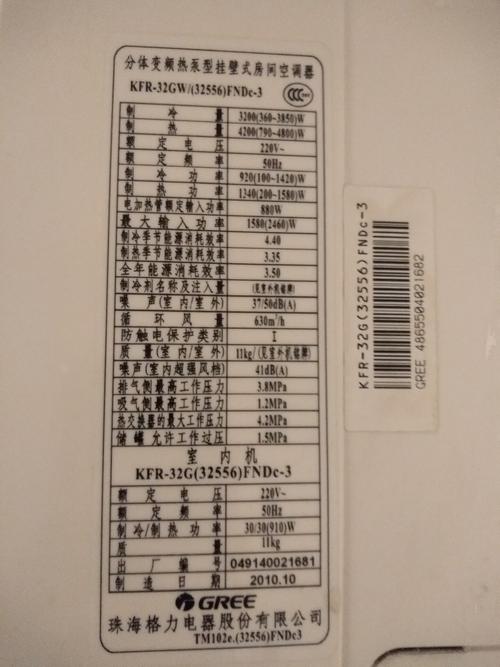 分体变频热泵型挂壁式房间空调器
KFR-32GW/(32556)FNDc-3
制冷量 3200(360~3850)W
制热量 4200(790~4800)W
额定电压 220V~
额定频率 50Hz
制冷功率 920(100~1420)W
制热功率 1340(200~1580)W
电加热管额定输入功率 880W
最大输入功率 1580(2460)W
制冷季节能源消耗效率 4.40
制热季节能源消耗效率 3.35
全年能源消耗效率 3.50
制冷剂名称及注入量 (见室外机铭牌)
噪声(室内/室外) 37/50dB(A)
循环风量 630m³/h
防触电保护类别 I
质量(室内/室外) 11kg/(见室外机铭牌)
噪声(室内超强风档) 41dB(A)
排气侧最高工作压力 3.8MPa
吸气侧最高工作压力 1.2MPa
热交换器的最大工作压力 4.2MPa
储罐允许工作过压 1.5MPa
室内机
KFR-32G(32556)FNDc-3
额定电压 220V~
额定频率 50Hz
制冷/制热功率 30/30(910)W
质量 11kg
出厂编号 049140021681
制造日期 2010.10
GREE
珠海格力电器股份有限公司
TM102e.(32556)FNDc3
KFR-32G(32556)FNDc-3
GREE 4865504021682